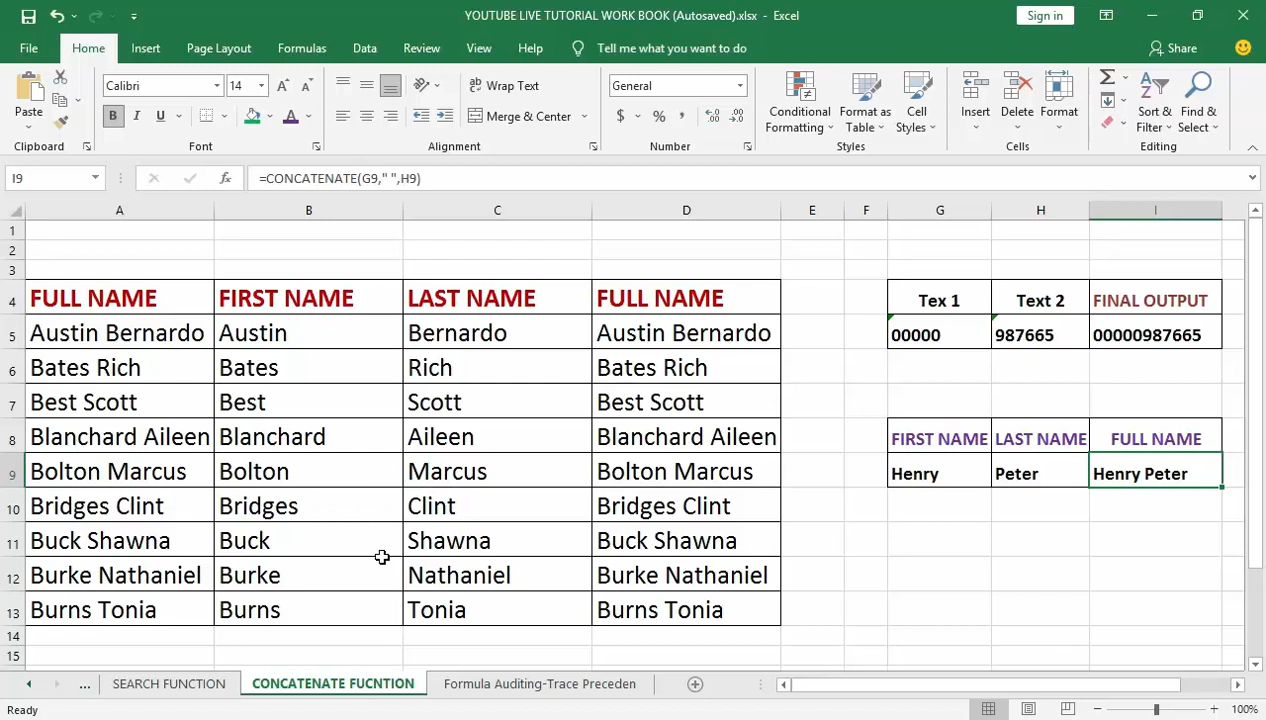 YOUTUBE LIVE TUTORIAL WORK BOOK (Autosaved).xlsx - Excel
Sign in
File Home Insert Page Layout Formulas Data Review View Help Tell me what you want to do Share
Paste Calibri 14 Wrap Text General Conditional Formatting Format as Table Cell Styles Insert Delete Format Sort & Filter Find & Select
B I U Merge & Center $ %
Clipboard Font Alignment Number Styles Cells Editing
I9 fx =CONCATENATE(G9," ",H9)
A B C D E F G H I
1
2
3
4 FULL NAME FIRST NAME LAST NAME FULL NAME Tex 1 Text 2 FINAL OUTPUT
5 Austin Bernardo Austin Bernardo Austin Bernardo 00000 987665 00000987665
6 Bates Rich Bates Rich Bates Rich
7 Best Scott Best Scott Best Scott
8 Blanchard Aileen Blanchard Aileen Blanchard Aileen FIRST NAME LAST NAME FULL NAME
9 Bolton Marcus Bolton Marcus Bolton Marcus Henry Peter Henry Peter
10 Bridges Clint Bridges Clint Bridges Clint
11 Buck Shawna Buck Shawna Buck Shawna
12 Burke Nathaniel Burke Nathaniel Burke Nathaniel
13 Burns Tonia Burns Tonia Burns Tonia
14
15
... SEARCH FUNCTION CONCATENATE FUCNTION Formula Auditing-Trace Preceden
Ready 100%